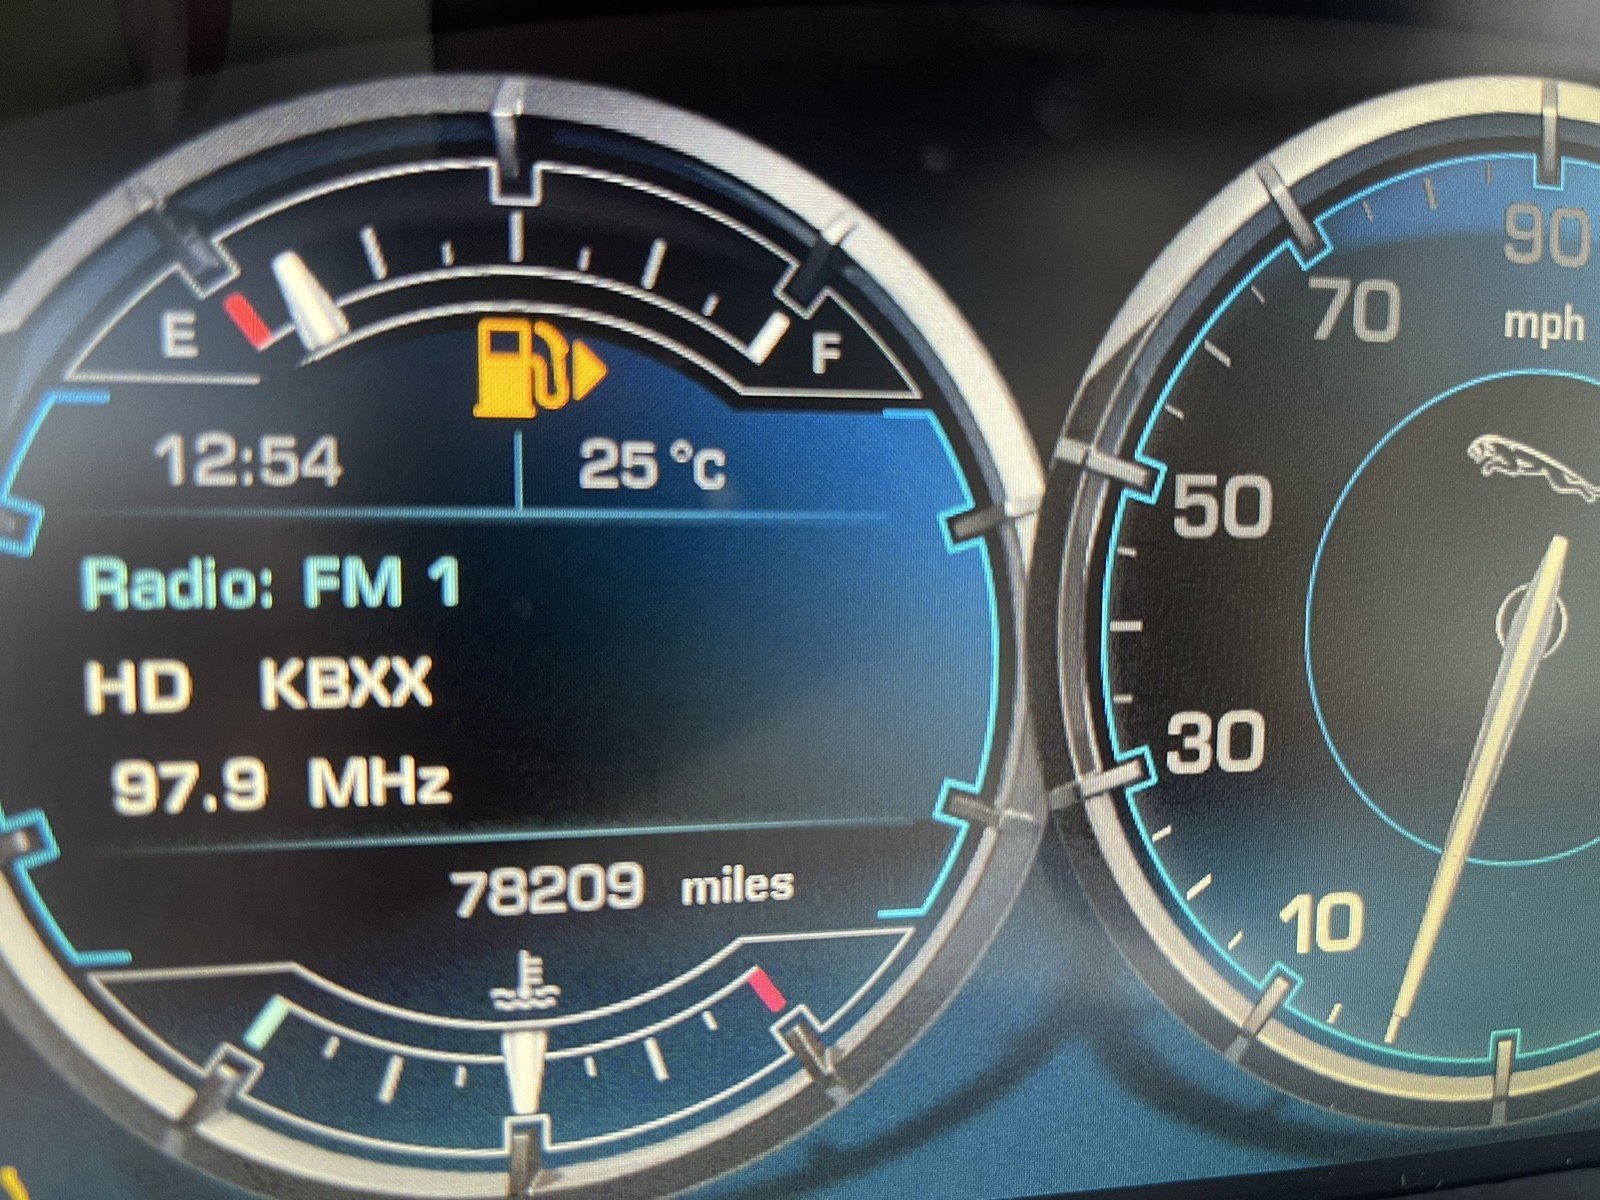 E
F
12:54
25 °C
Radio: FM 1
HD KBXX
97.9 MHz
78209 miles
90
mph
70
50
30
10